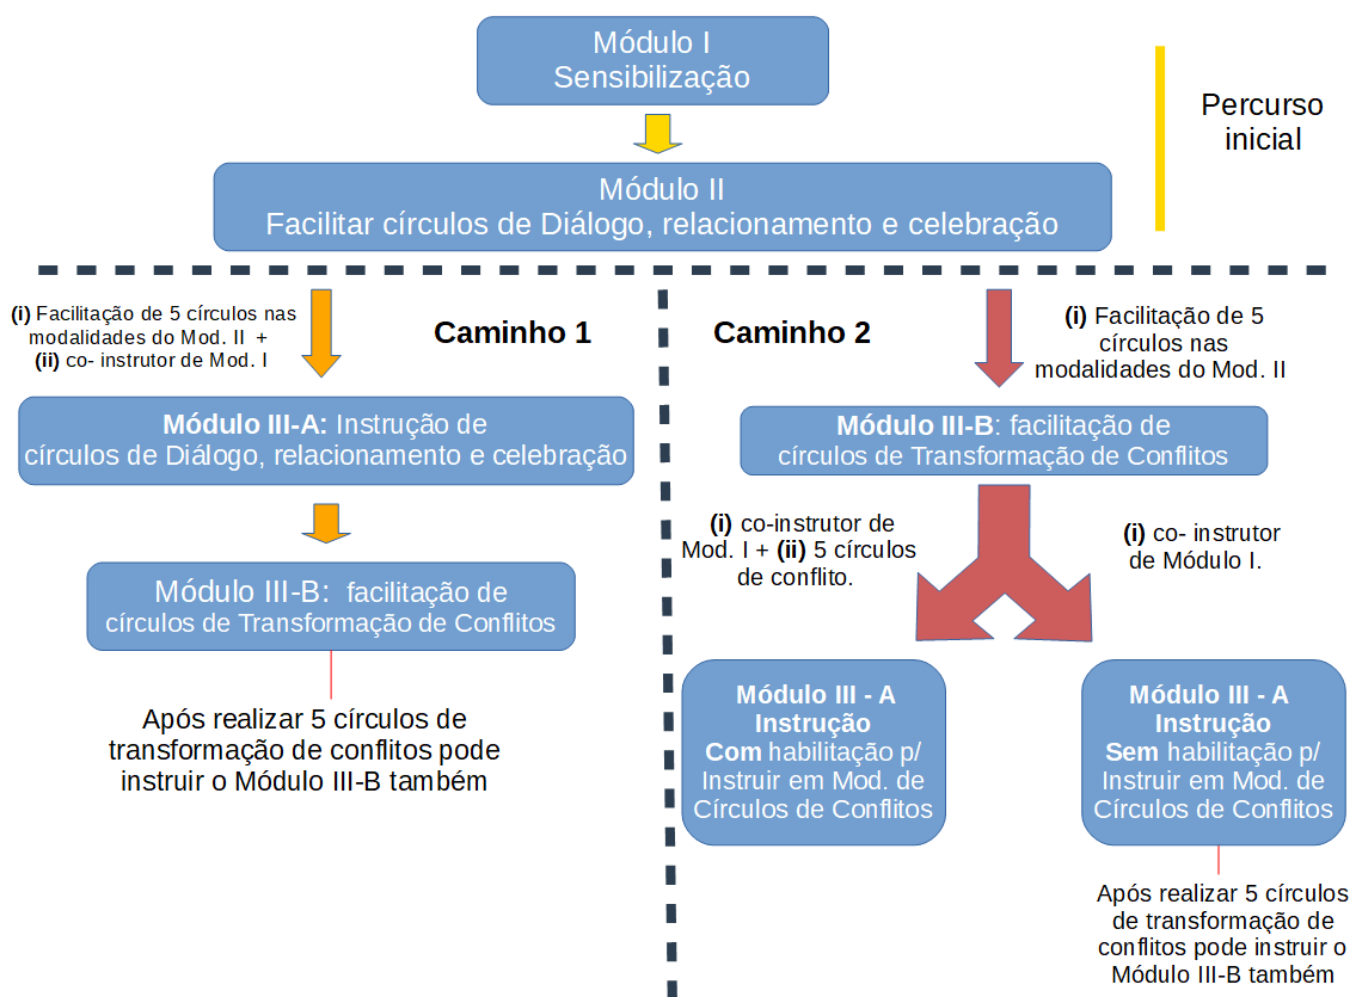 Módulo I
Sensibilização
Percurso
inicial
Módulo II
Facilitar círculos de Diálogo, relacionamento e celebração
(i) Facilitação de 5 círculos nas
modalidades do Mod. II +
(ii) co- instrutor de Mod. I
Caminho 1
Módulo III-A: Instrução de
círculos de Diálogo, relacionamento e celebração
Módulo III-B: facilitação de
círculos de Transformação de Conflitos
Após realizar 5 círculos de
transformação de conflitos pode
instruir o Módulo III-B também
Caminho 2
(i) Facilitação de 5
círculos nas
modalidades do Mod. II
Módulo III-B: facilitação de
círculos de Transformação de Conflitos
(i) co-instrutor de
Mod. I + (ii) 5 círculos
de conflito.
(i) co- instrutor
de Módulo I.
Módulo III - A
Instrução
Com habilitação p/
Instruir em Mod. de
Círculos de Conflitos
Módulo III - A
Instrução
Sem habilitação p/
Instruir em Mod. de
Círculos de Conflitos
Após realizar 5 círculos
de transformação de
conflitos pode instruir o
Módulo III-B também